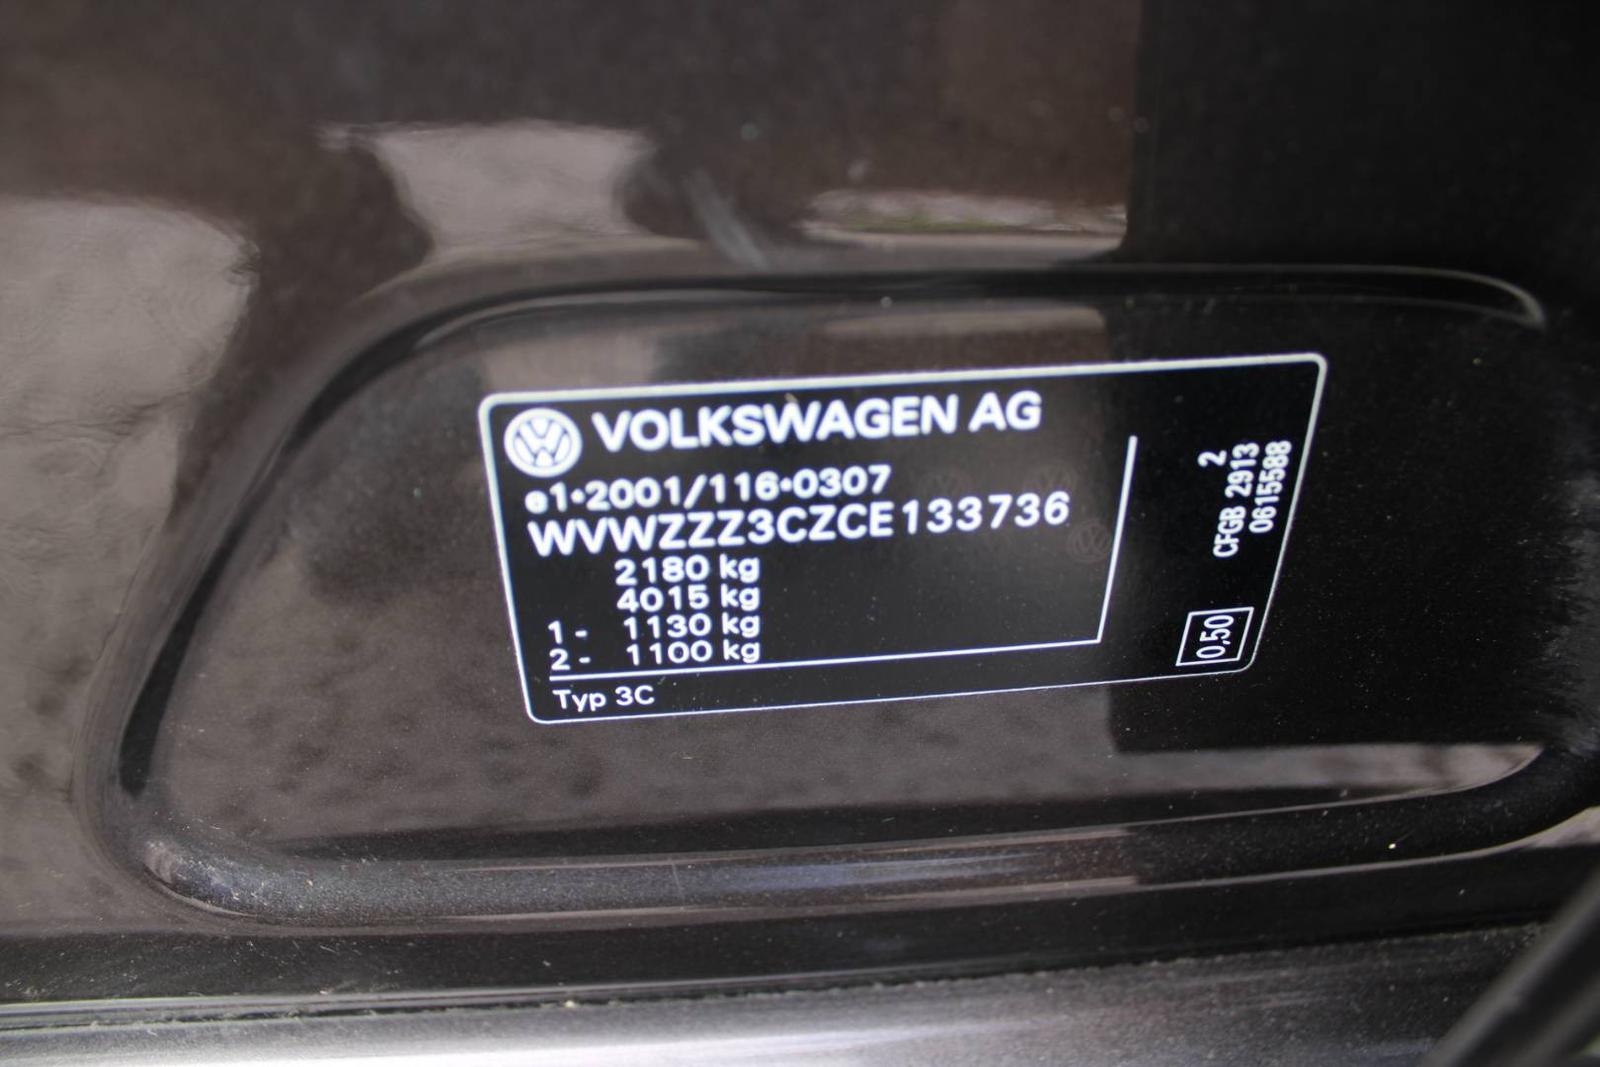 VOLKSWAGEN AG
e1*2001/116*0307
WVWZZZ3CZCE133736
2180 kg
4015 kg
1 - 1130 kg
2 - 1100 kg
Typ 3C
2
CFGB 2913
0615588
0,50